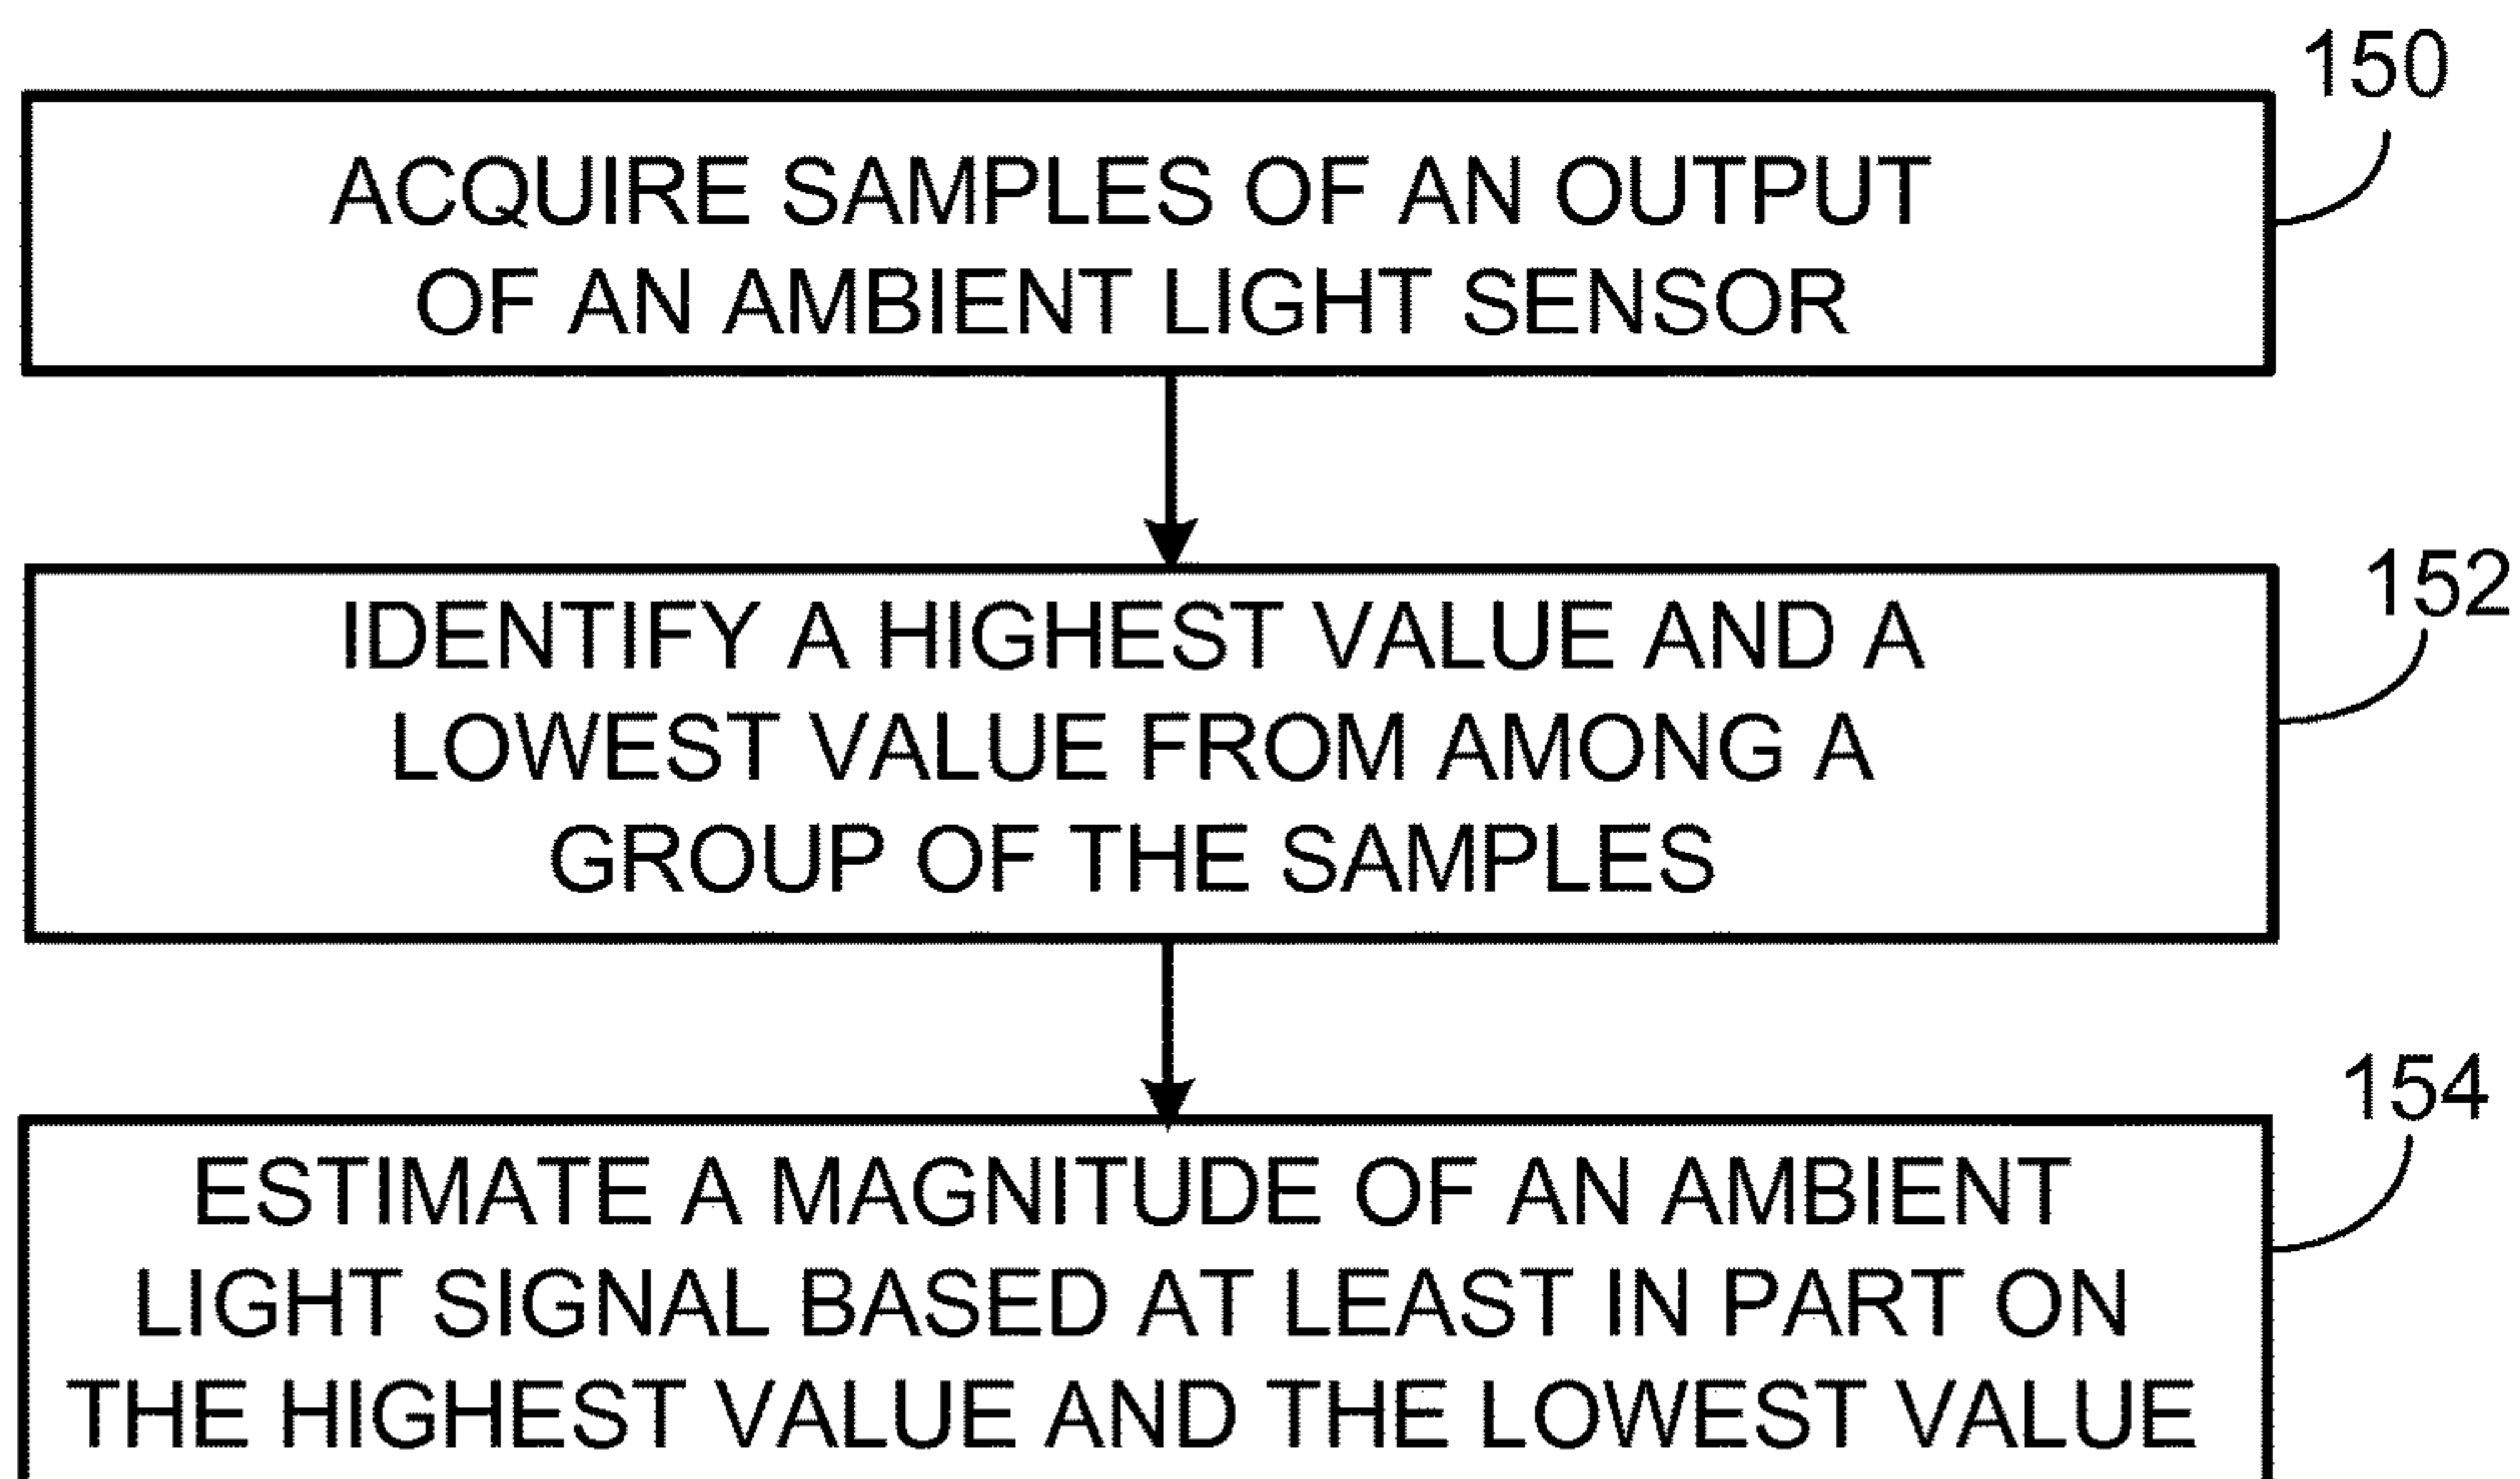 150
ACQUIRE SAMPLES OF AN OUTPUT
OF AN AMBIENT LIGHT SENSOR
152
IDENTIFY A HIGHEST VALUE AND A
LOWEST VALUE FROM AMONG A
GROUP OF THE SAMPLES
154
ESTIMATE A MAGNITUDE OF AN AMBIENT
LIGHT SIGNAL BASED AT LEAST IN PART ON
THE HIGHEST VALUE AND THE LOWEST VALUE